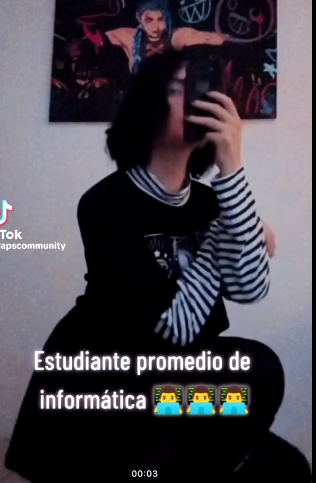 Tok
apscommunity
Estudiante promedio de
informática 👨‍💻👨‍💻👨‍💻
00:03